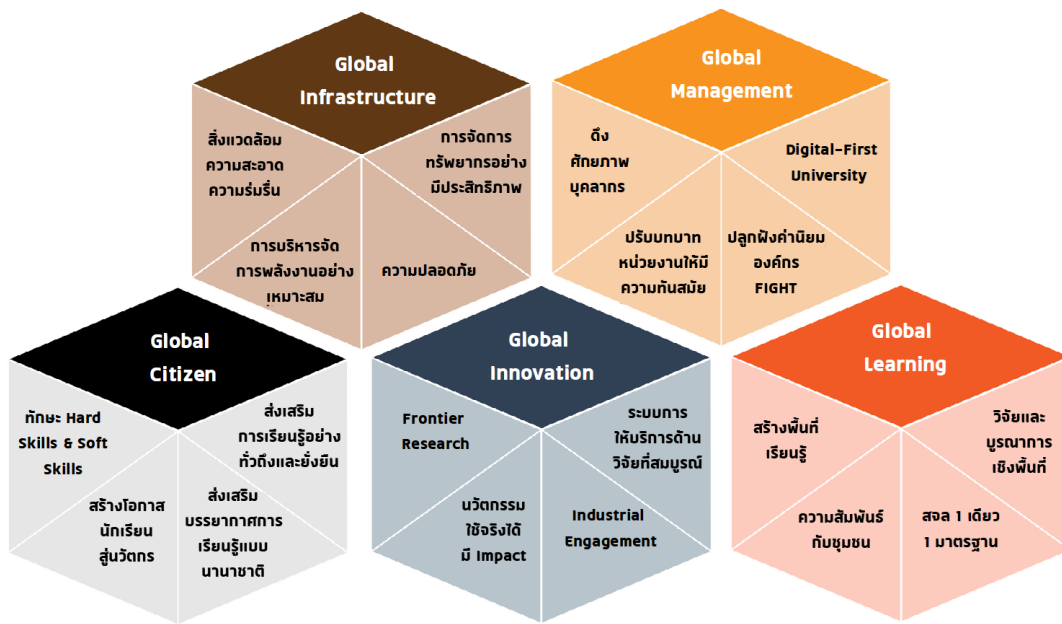 Global
Infrastructure
สิ่งแวดล้อม
ความสะอาด
ความร่มรื่น
การจัดการ
ทรัพยากรอย่าง
มีประสิทธิภาพ
การบริหารจัด
การพลังงานอย่าง
เหมาะสม
ความปลอดภัย
Global
Management
ดึง
ศักยภาพ
บุคลากร
Digital-First
University
ปรับบทบาท
หน่วยงานให้มี
ความทันสมัย
ปลูกฝังค่านิยม
องค์กร
FIGHT
Global
Citizen
ทักษะ Hard
Skills & Soft
Skills
ส่งเสริม
การเรียนรู้อย่าง
ทั่วถึงและยั่งยืน
สร้างโอกาส
นักเรียน
สู่นวัตกร
ส่งเสริม
บรรยากาศการ
เรียนรู้แบบ
นานาชาติ
Global
Innovation
Frontier
Research
ระบบการ
ให้บริการด้าน
วิจัยที่สมบูรณ์
นวัตกรรม
ใช้จริงได้
มี Impact
Industrial
Engagement
Global
Learning
สร้างพื้นที่
เรียนรู้
วิจัยและ
บูรณาการ
เชิงพื้นที่
ความสัมพันธ์
กับชุมชน
สจล 1 เดียว
1 มาตรฐาน